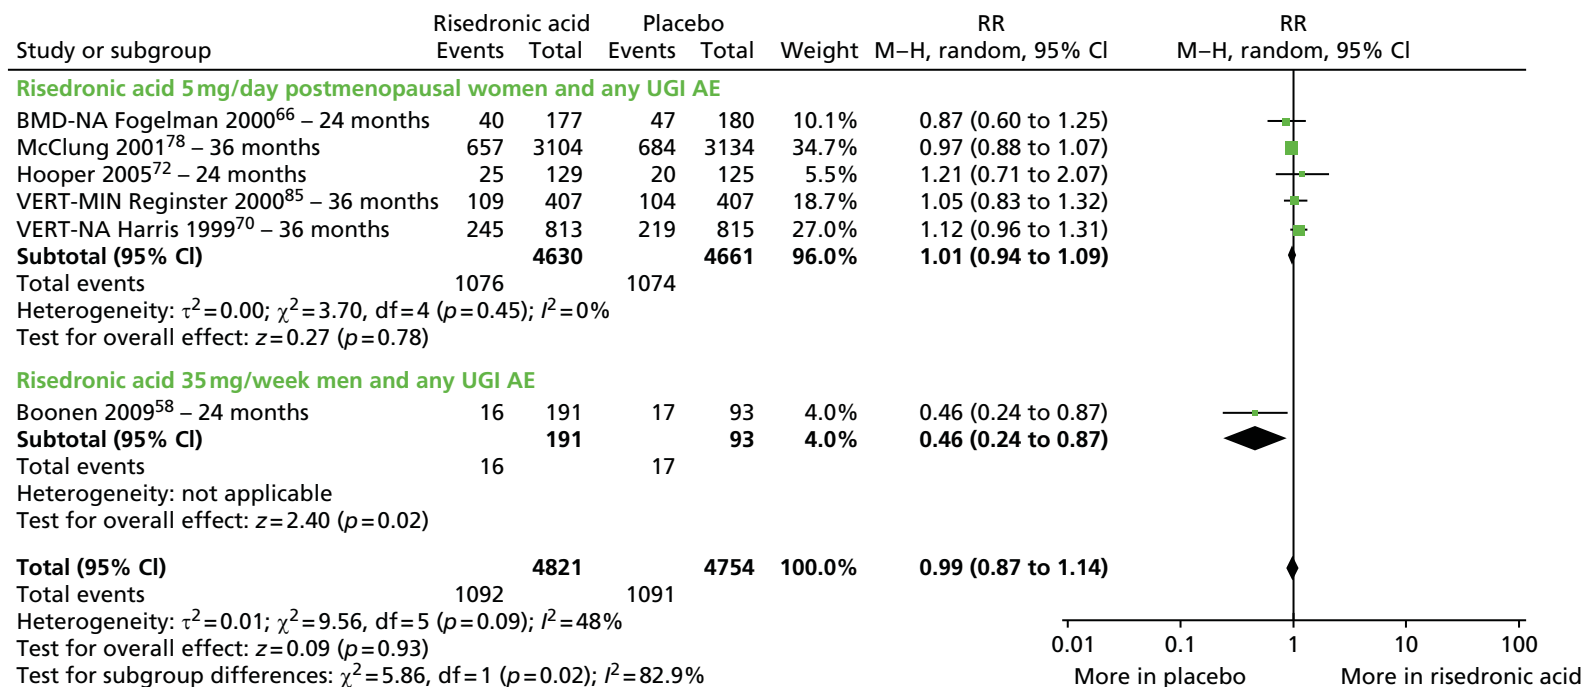 Risedronic acid Placebo RR RR
Study or subgroup Events Total Events Total Weight M–H, random, 95% CI M–H, random, 95% CI
Risedronic acid 5 mg/day postmenopausal women and any UGI AE
BMD-NA Fogelman 2000⁶⁶ – 24 months 40 177 47 180 10.1% 0.87 (0.60 to 1.25)
McClung 2001⁷⁸ – 36 months 657 3104 684 3134 34.7% 0.97 (0.88 to 1.07)
Hooper 2005⁷² – 24 months 25 129 20 125 5.5% 1.21 (0.71 to 2.07)
VERT-MIN Reginster 2000⁸⁵ – 36 months 109 407 104 407 18.7% 1.05 (0.83 to 1.32)
VERT-NA Harris 1999⁷⁰ – 36 months 245 813 219 815 27.0% 1.12 (0.96 to 1.31)
Subtotal (95% CI) 4630 4661 96.0% 1.01 (0.94 to 1.09)
Total events 1076 1074
Heterogeneity: τ²=0.00; χ²=3.70, df=4 (p=0.45); I²=0%
Test for overall effect: z=0.27 (p=0.78)
Risedronic acid 35 mg/week men and any UGI AE
Boonen 2009⁵⁸ – 24 months 16 191 17 93 4.0% 0.46 (0.24 to 0.87)
Subtotal (95% CI) 191 93 4.0% 0.46 (0.24 to 0.87)
Total events 16 17
Heterogeneity: not applicable
Test for overall effect: z=2.40 (p=0.02)
Total (95% CI) 4821 4754 100.0% 0.99 (0.87 to 1.14)
Total events 1092 1091
Heterogeneity: τ²=0.01; χ²=9.56, df=5 (p=0.09); I²=48%
Test for overall effect: z=0.09 (p=0.93)
Test for subgroup differences: χ²=5.86, df=1 (p=0.02); I²=82.9%
0.01 0.1 1 10 100
More in placebo More in risedronic acid